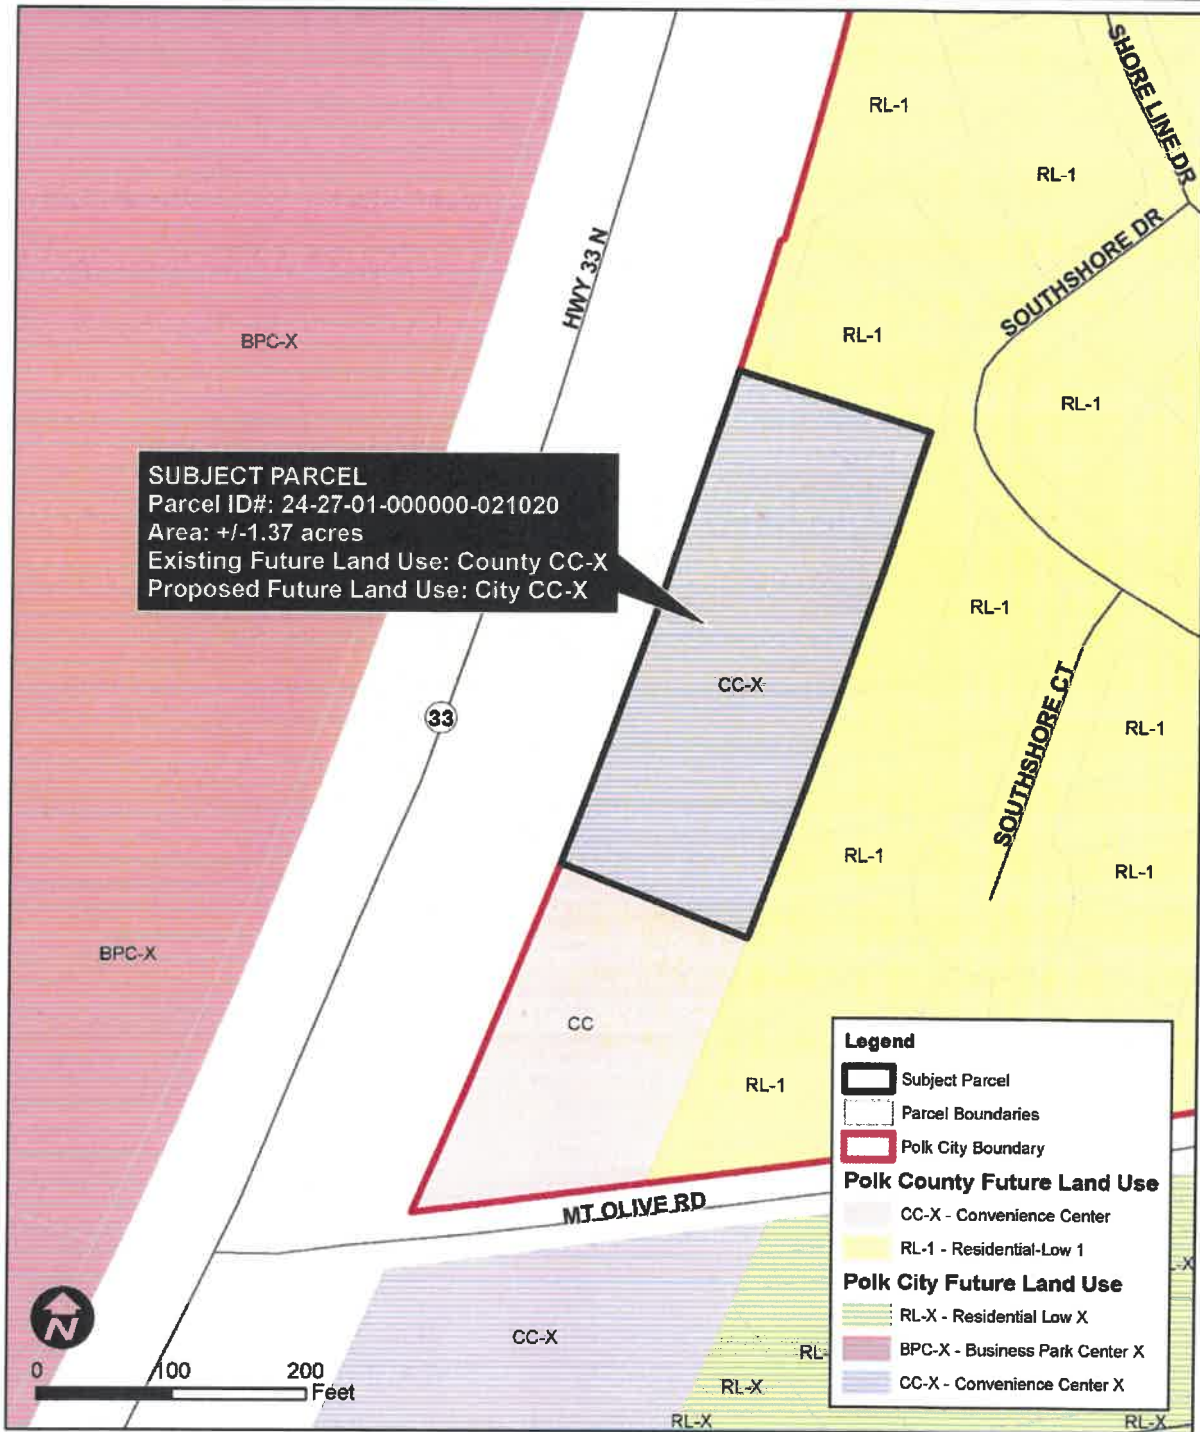 RL-1
SHORE LINE DR
RL-1
SOUTHSHORE DR
HWY 33 N
BPC-X
RL-1
RL-1
SUBJECT PARCEL
Parcel ID#: 24-27-01-000000-021020
Area: +/-1.37 acres
Existing Future Land Use: County CC-X
Proposed Future Land Use: City CC-X
RL-1
CC-X
SOUTHSHORE CT
33
RL-1
RL-1
RL-1
BPC-X
CC
RL-1
MT OLIVE RD
Legend
Subject Parcel
Parcel Boundaries
Polk City Boundary
Polk County Future Land Use
CC-X - Convenience Center
RL-1 - Residential-Low 1
Polk City Future Land Use
RL-X - Residential Low X
BPC-X - Business Park Center X
CC-X - Convenience Center X
L-X
CC-X
RL-
RL-X
RL-X
RL-X
N
0 100 200
Feet